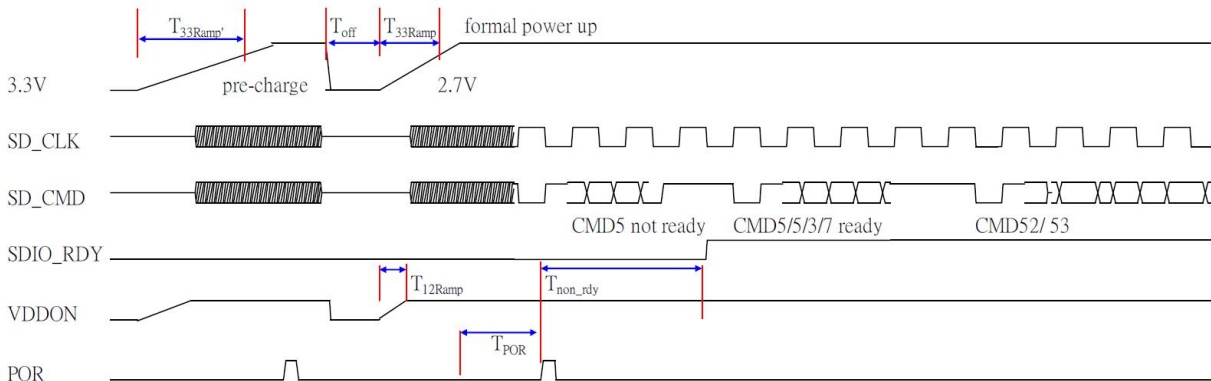 T33Ramp' Toff T33Ramp formal power up
3.3V pre-charge 2.7V
SD_CLK
SD_CMD
CMD5 not ready CMD5/5/3/7 ready CMD52/ 53
SDIO_RDY
T12Ramp Tnon_rdy
VDDON
TPOR
POR